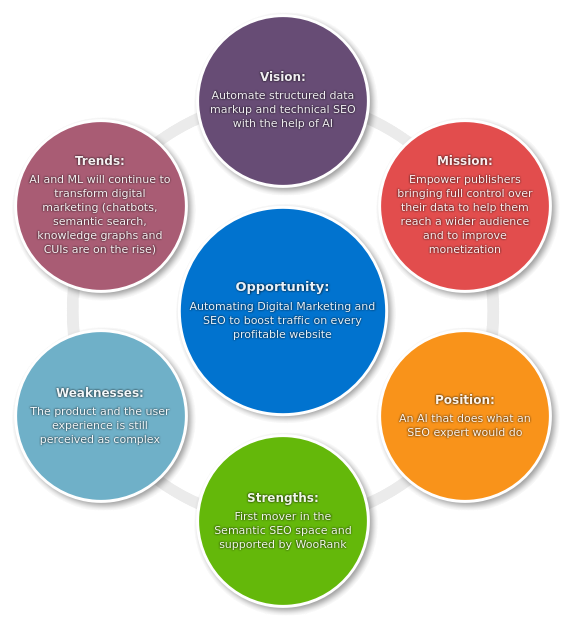 Vision:
Automate structured data
markup and technical SEO
with the help of AI
Trends:
AI and ML will continue to
transform digital
marketing (chatbots,
semantic search,
knowledge graphs and
CUIs are on the rise)
Mission:
Empower publishers
bringing full control over
their data to help them
reach a wider audience
and to improve
monetization
Opportunity:
Automating Digital Marketing and
SEO to boost traffic on every
profitable website
Weaknesses:
The product and the user
experience is still
perceived as complex
Position:
An AI that does what an
SEO expert would do
Strengths:
First mover in the
Semantic SEO space and
supported by WooRank